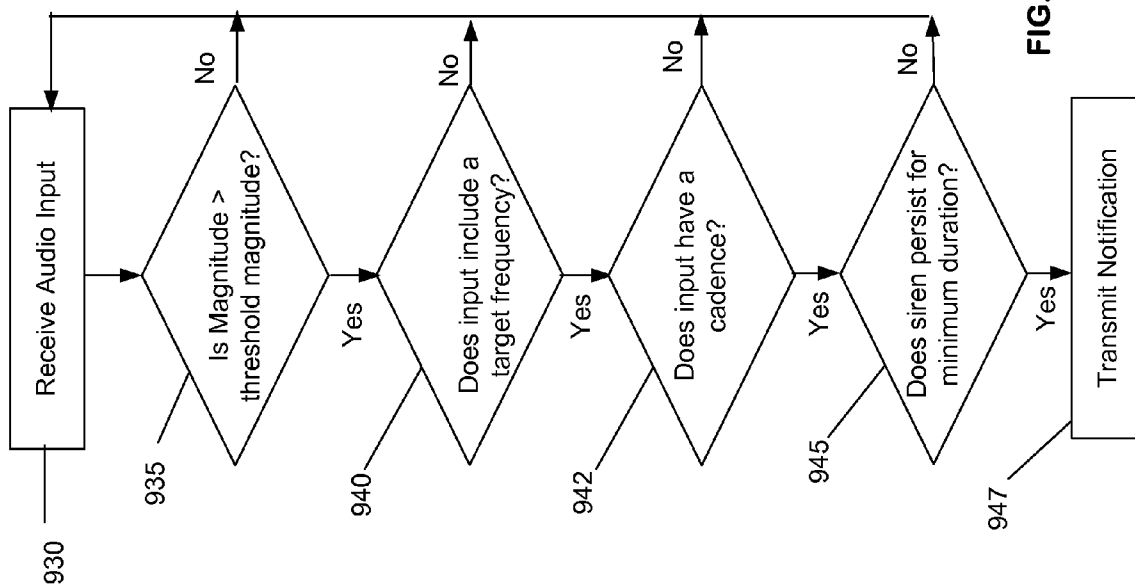 930
Receive Audio Input
935
Is Magnitude >
threshold magnitude?
No
Yes
940
Does input include a
target frequency?
No
Yes
942
Does input have a
cadence?
No
Yes
945
Does siren persist for
minimum duration?
No
Yes
947
Transmit Notification
FIG.